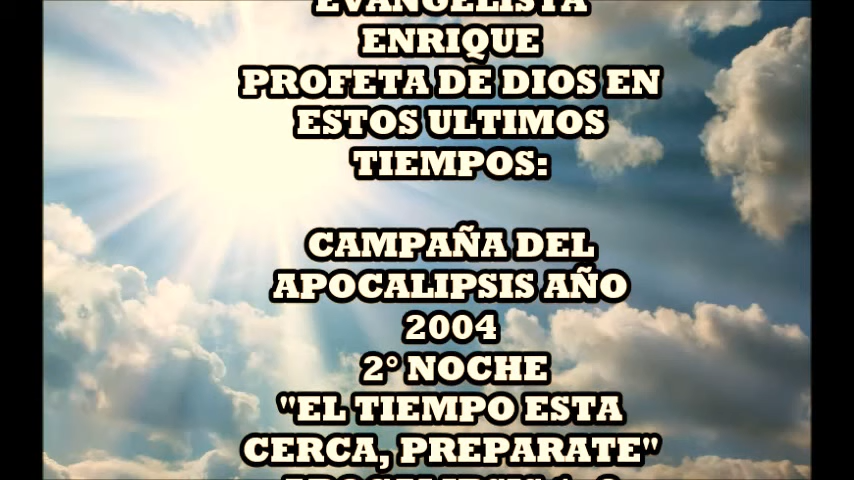 EVANGELISTA
ENRIQUE
PROFETA DE DIOS EN
ESTOS ULTIMOS
TIEMPOS:
CAMPAÑA DEL
APOCALIPSIS AÑO
2004
2° NOCHE
"EL TIEMPO ESTA
CERCA, PREPARATE"
APOCALIPSIS